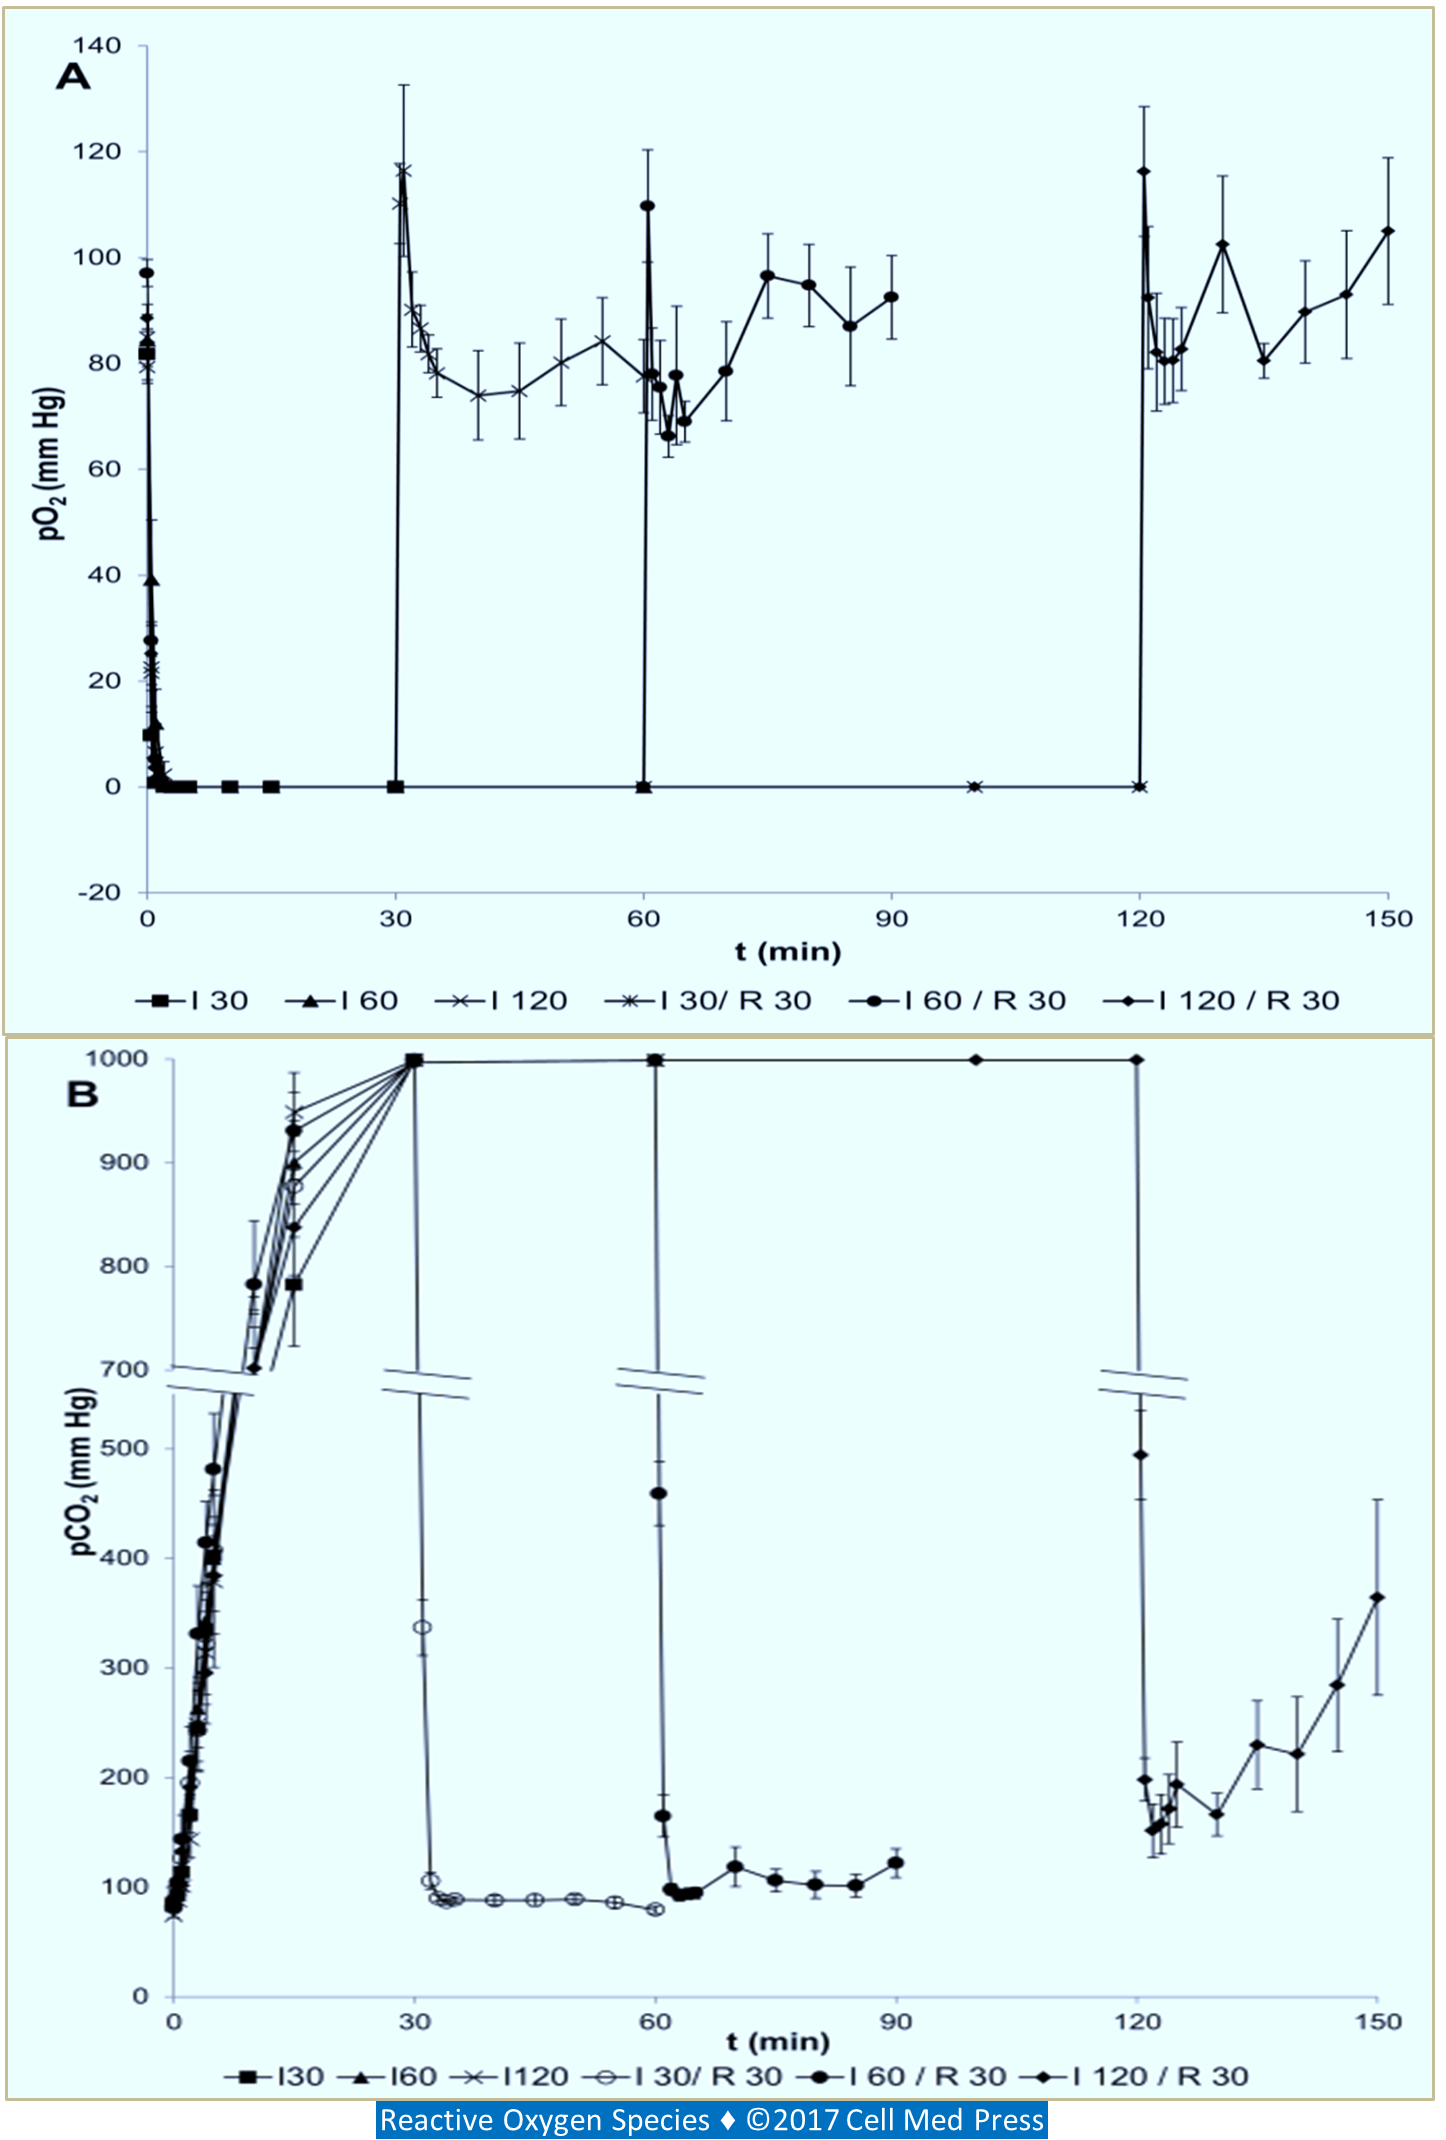 A
140
120
100
80
60
40
20
0
-20
pO2 (mm Hg)
0 30 60 90 120 150
t (min)
I 30 I 60 I 120 I 30/ R 30 I 60 / R 30 I 120 / R 30
B
1000
900
800
700
500
400
300
200
100
0
pCO2 (mm Hg)
0 30 60 90 120 150
t (min)
I30 I60 I120 I 30/ R 30 I 60 / R 30 I 120 / R 30
Reactive Oxygen Species ♦ ©2017 Cell Med Press